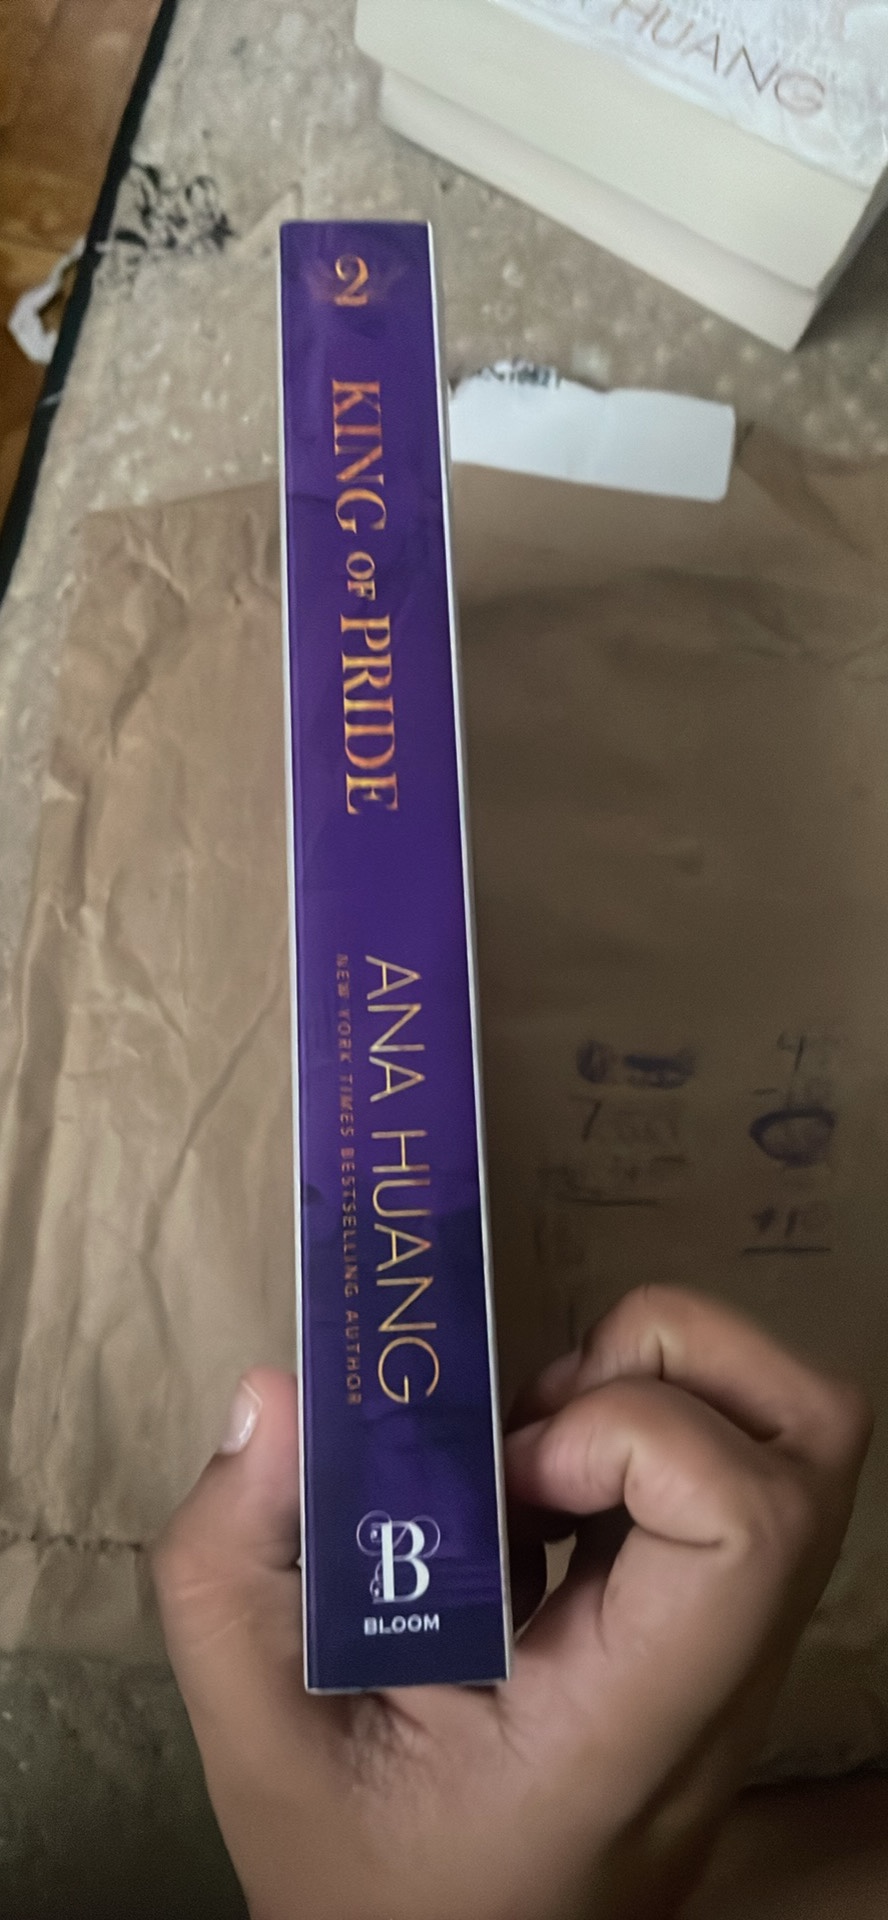 HUANG
2
KING OF PRIDE
ANA HUANG
NEW YORK TIMES BESTSELLING AUTHOR
B
BLOOM